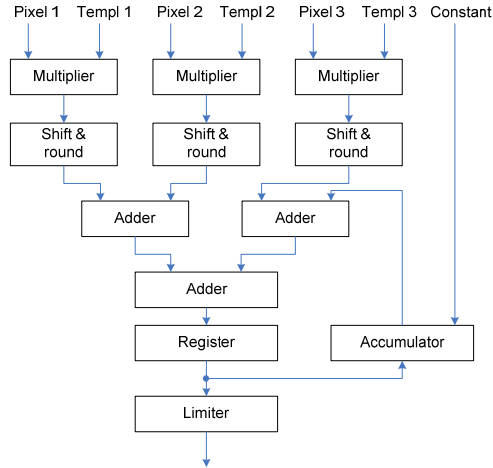 Pixel 1 Templ 1 Pixel 2 Templ 2 Pixel 3 Templ 3 Constant
Multiplier Multiplier Multiplier
Shift & Shift & Shift &
round round round
Adder Adder
Adder
Register Accumulator
Limiter